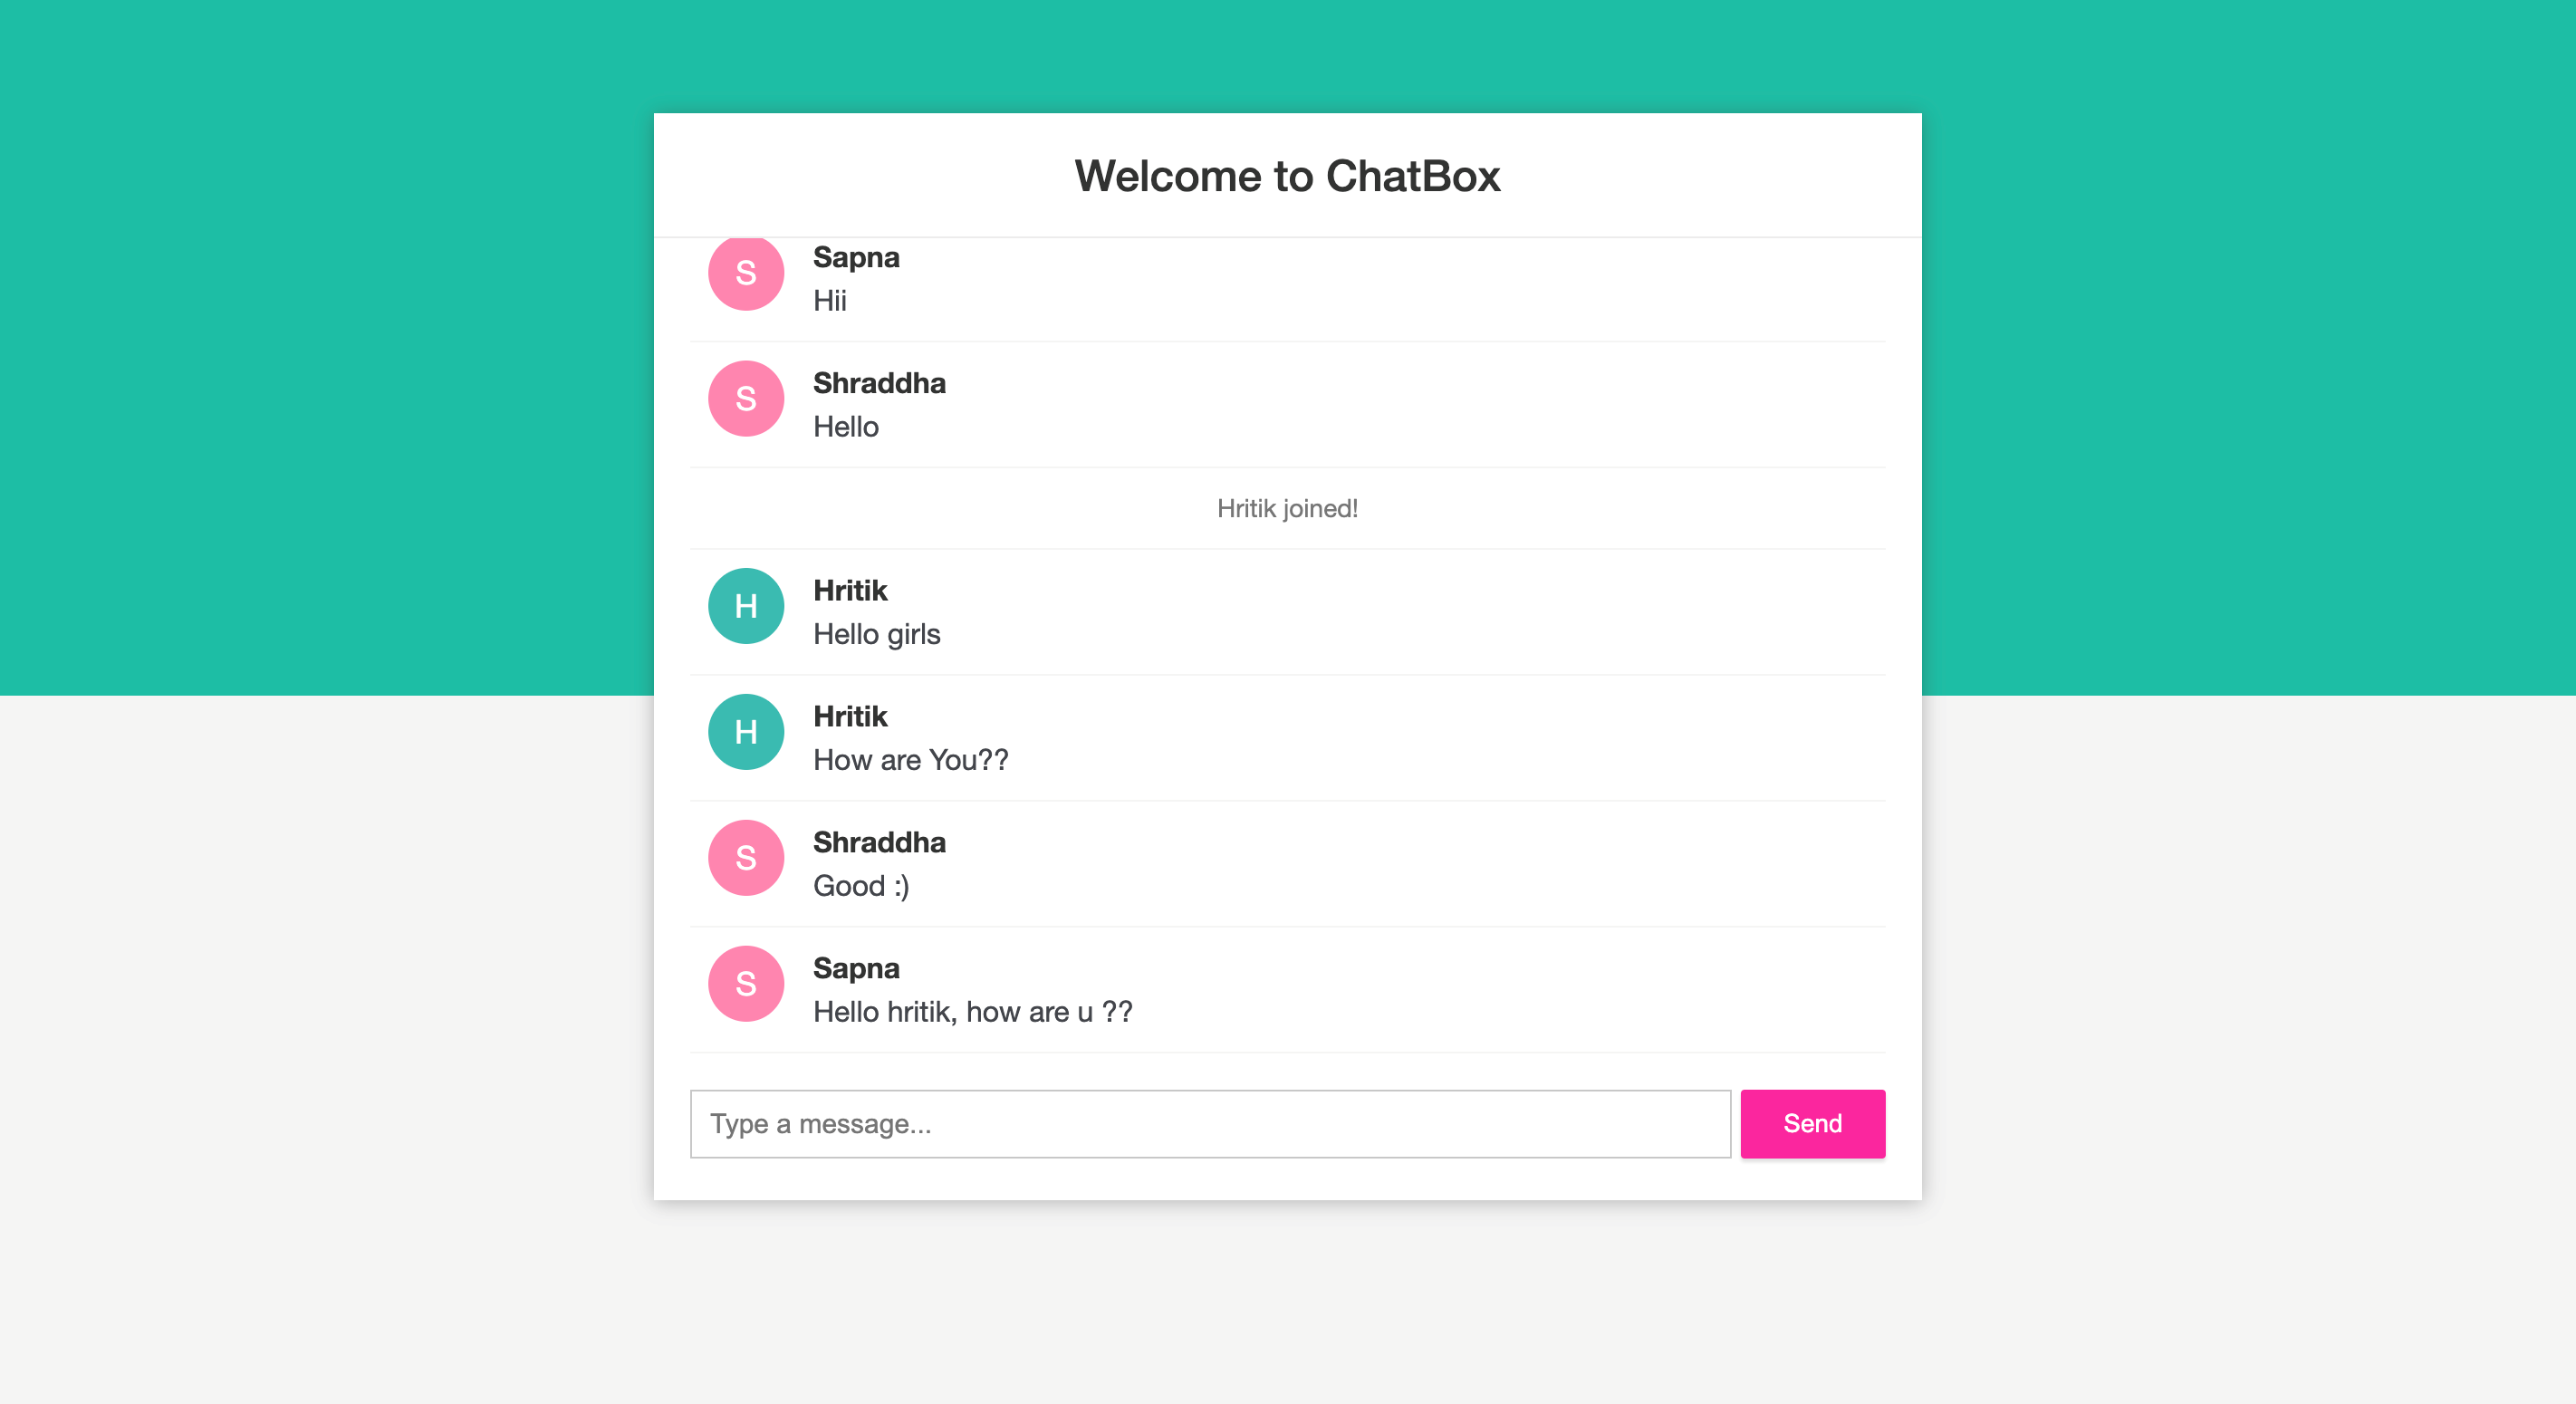 Welcome to ChatBox
S
Sapna
Hii
S
Shraddha
Hello
Hritik joined!
H
Hritik
Hello girls
H
Hritik
How are You??
S
Shraddha
Good :)
S
Sapna
Hello hritik, how are u ??
Type a message...
Send